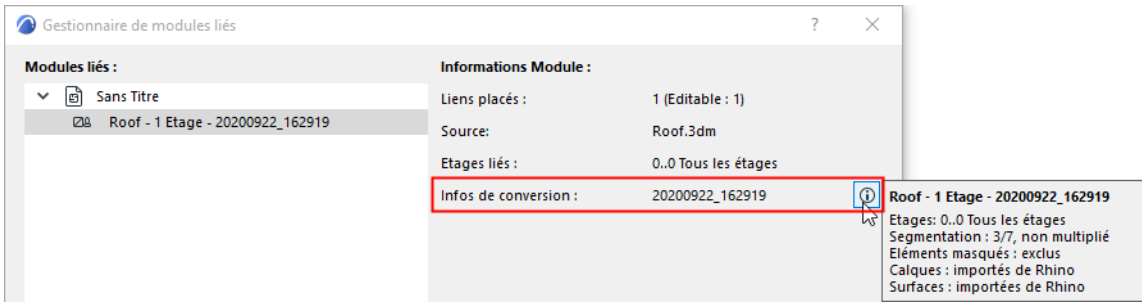 Gestionnaire de modules liés
?
Modules liés :
Sans Titre
Roof - 1 Etage - 20200922_162919
Informations Module :
Liens placés : 1 (Editable : 1)
Source: Roof.3dm
Etages liés : 0..0 Tous les étages
Infos de conversion : 20200922_162919
Roof - 1 Etage - 20200922_162919
Etages: 0..0 Tous les étages
Segmentation : 3/7, non multiplié
Eléments masqués : exclus
Calques : importés de Rhino
Surfaces : importées de Rhino